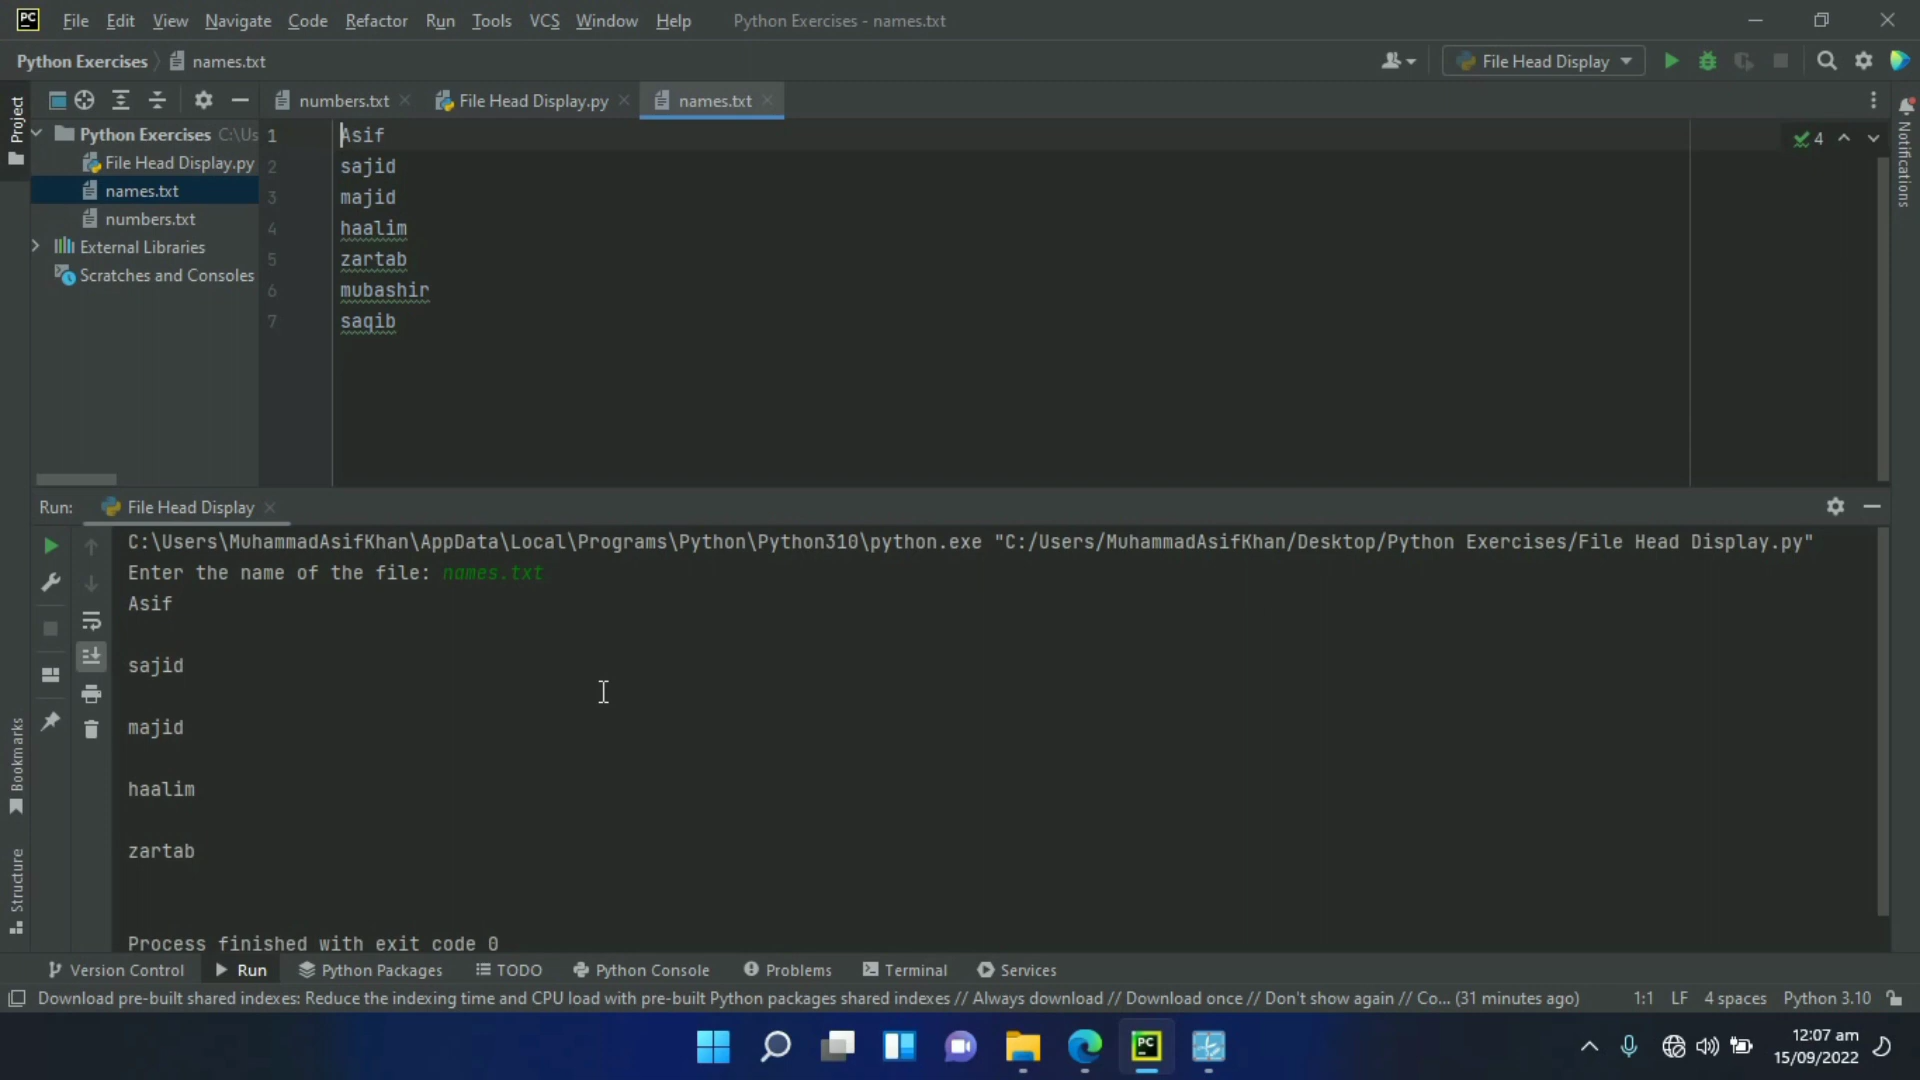 PC File Edit View Navigate Code Refactor Run Tools VCS Window Help Python Exercises - names.txt
Python Exercises names.txt File Head Display
Project numbers.txt File Head Display.py names.txt
Python Exercises C:\Us
File Head Display.py
names.txt
numbers.txt
External Libraries
Scratches and Consoles
1 Asif
2 sajid
3 majid
4 haalim
5 zartab
6 mubashir
7 saqib
4
Notifications
Run: File Head Display
C:\Users\MuhammadAsifKhan\AppData\Local\Programs\Python\Python310\python.exe "C:/Users/MuhammadAsifKhan/Desktop/Python Exercises/File Head Display.py"
Enter the name of the file: names.txt
Asif
sajid
majid
haalim
zartab
Process finished with exit code 0
Bookmarks
Structure
Version Control Run Python Packages TODO Python Console Problems Terminal Services
Download pre-built shared indexes: Reduce the indexing time and CPU load with pre-built Python packages shared indexes // Always download // Download once // Don't show again // Co... (31 minutes ago) 1:1 LF 4 spaces Python 3.10
PC
12:07 am
15/09/2022